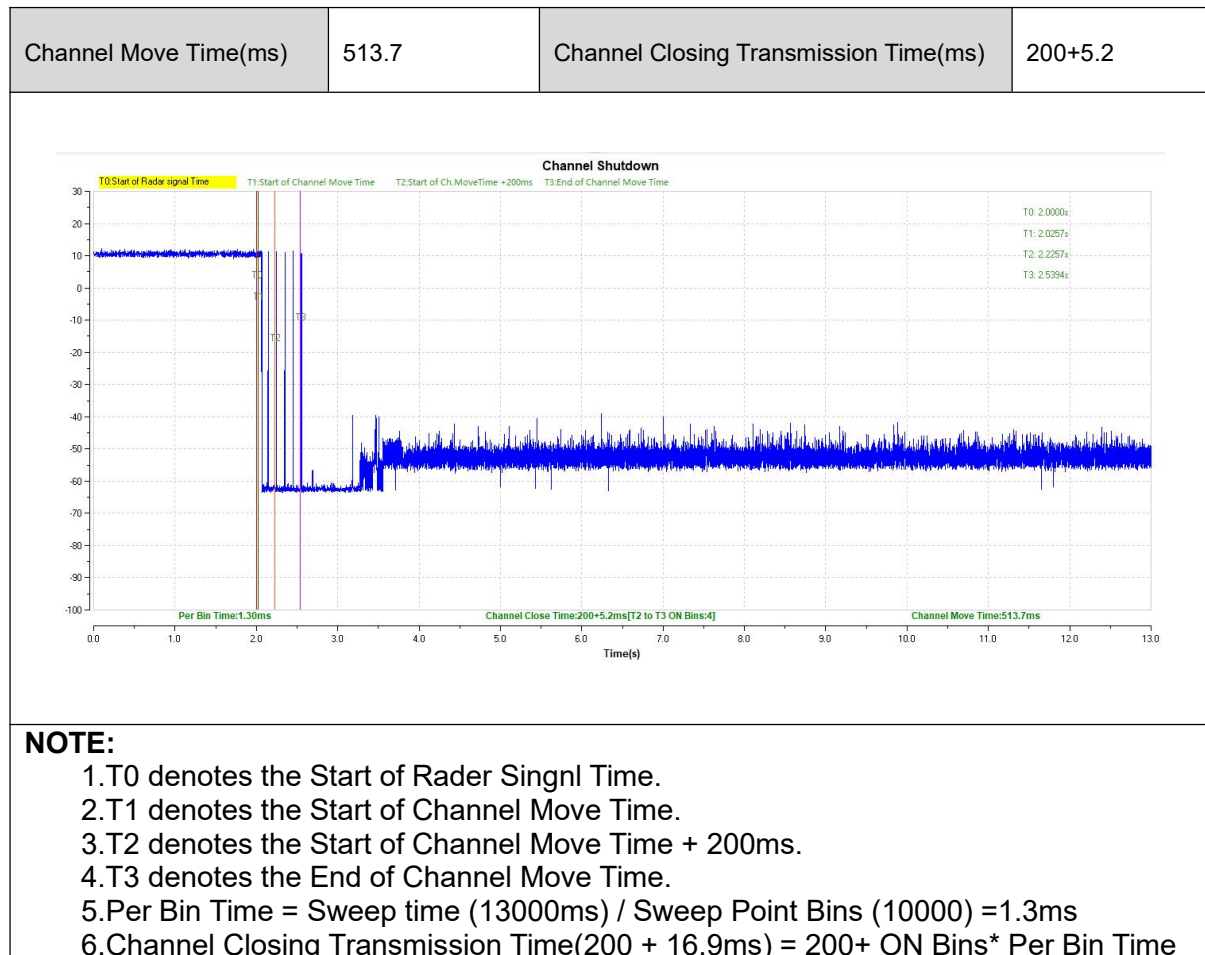 Channel Move Time(ms) 513.7 Channel Closing Transmission Time(ms) 200+5.2
Channel Shutdown
T0:Start of Radar signal Time T1:Start of Channel Move Time T2:Start of Ch.MoveTime +200ms T3:End of Channel Move Time
30
20
10
0
-10
-20
-30
-40
-50
-60
-70
-80
-90
-100
T0
T1
T2
T3
T0: 2.0000s
T1: 2.0257s
T2: 2.2257s
T3: 2.5394s
Per Bin Time:1.30ms Channel Close Time:200+5.2ms[T2 to T3 ON Bins:4] Channel Move Time:513.7ms
0.0 1.0 2.0 3.0 4.0 5.0 6.0 7.0 8.0 9.0 10.0 11.0 12.0 13.0
Time(s)
NOTE:
1.T0 denotes the Start of Rader Singnl Time.
2.T1 denotes the Start of Channel Move Time.
3.T2 denotes the Start of Channel Move Time + 200ms.
4.T3 denotes the End of Channel Move Time.
5.Per Bin Time = Sweep time (13000ms) / Sweep Point Bins (10000) =1.3ms
6.Channel Closing Transmission Time(200 + 16.9ms) = 200+ ON Bins* Per Bin Time